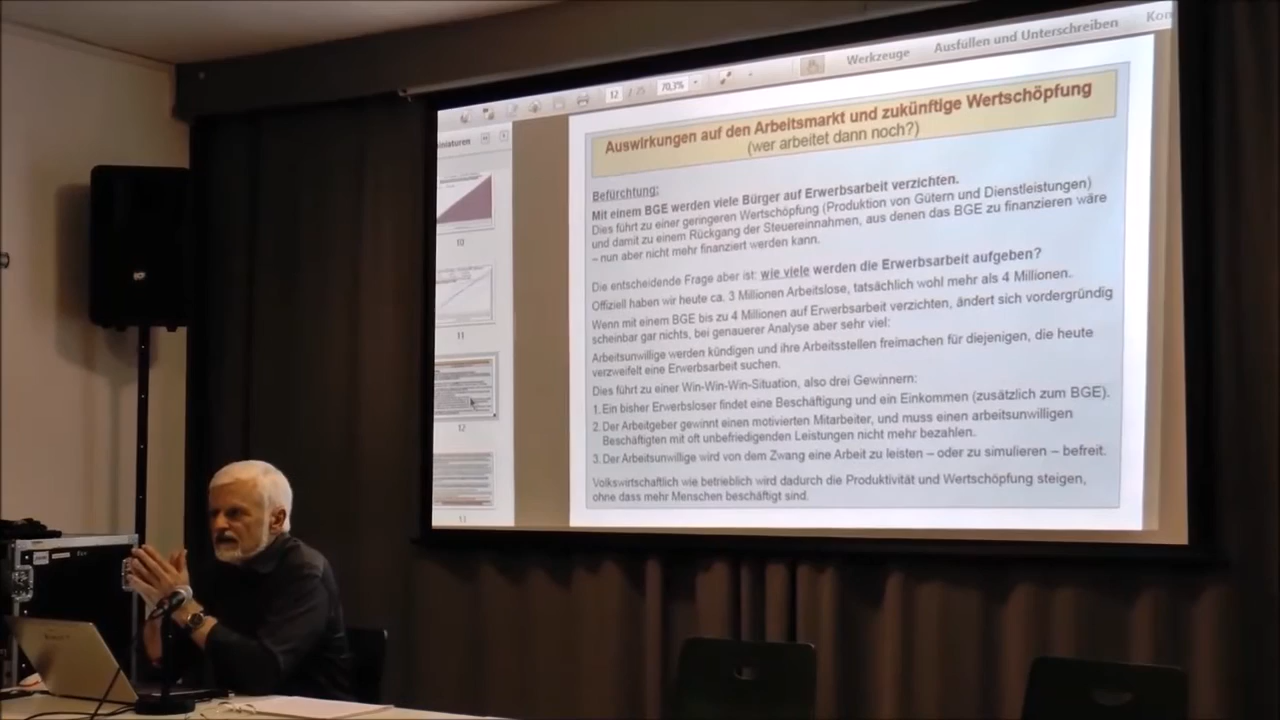 Werkzeuge
Ausfüllen und Unterschreiben
12 / 25
70,3%
Auswirkungen auf den Arbeitsmarkt und zukünftige Wertschöpfung
(wer arbeitet dann noch?)
Befürchtung:
Mit einem BGE werden viele Bürger auf Erwerbsarbeit verzichten.
Dies führt zu einer geringeren Wertschöpfung (Produktion von Gütern und Dienstleistungen)
und damit zu einem Rückgang der Steuereinnahmen, aus denen das BGE zu finanzieren wäre
– nun aber nicht mehr finanziert werden kann.
Die entscheidende Frage aber ist: wie viele werden die Erwerbsarbeit aufgeben?
Offiziell haben wir heute ca. 3 Millionen Arbeitslose, tatsächlich wohl mehr als 4 Millionen.
Wenn mit einem BGE bis zu 4 Millionen auf Erwerbsarbeit verzichten, ändert sich vordergründig
scheinbar gar nichts, bei genauerer Analyse aber sehr viel:
Arbeitsunwillige werden kündigen und ihre Arbeitsstellen freimachen für diejenigen, die heute
verzweifelt eine Erwerbsarbeit suchen.
Dies führt zu einer Win-Win-Win-Situation, also drei Gewinnern:
1. Ein bisher Erwerbsloser findet eine Beschäftigung und ein Einkommen (zusätzlich zum BGE).
2. Der Arbeitgeber gewinnt einen motivierten Mitarbeiter, und muss einen arbeitsunwilligen
Beschäftigten mit oft unbefriedigenden Leistungen nicht mehr bezahlen.
3. Der Arbeitsunwillige wird von dem Zwang eine Arbeit zu leisten – oder zu simulieren – befreit.
Volkswirtschaftlich wie betrieblich wird dadurch die Produktivität und Wertschöpfung steigen,
ohne dass mehr Menschen beschäftigt sind.
10
11
12
13